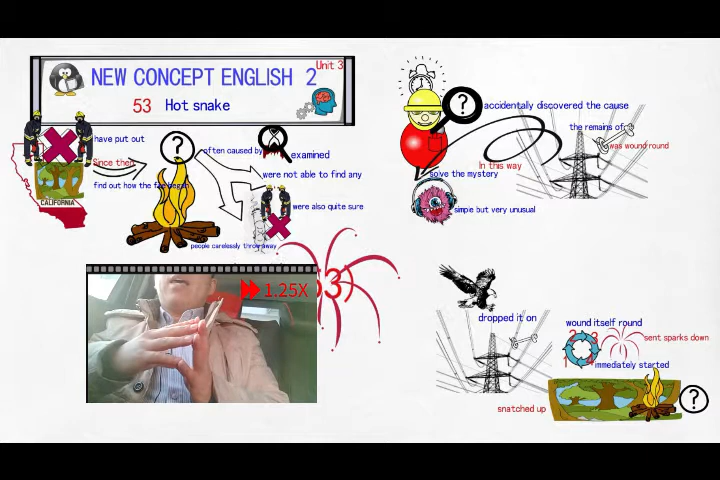 Unit 3
NEW CONCEPT ENGLISH 2
53 Hot snake
have put out
Since then
find out how the fire began
CALIFORNIA
?
often caused by
examined
were not able to find any
were also quite sure
people carelessly throw away
53)
1.25X
?
accidentally discovered the cause
the remains of
was wound round
In this way
solve the mystery
simple but very unusual
dropped it on
wound itself round
sent sparks down
immediately started
snatched up
?